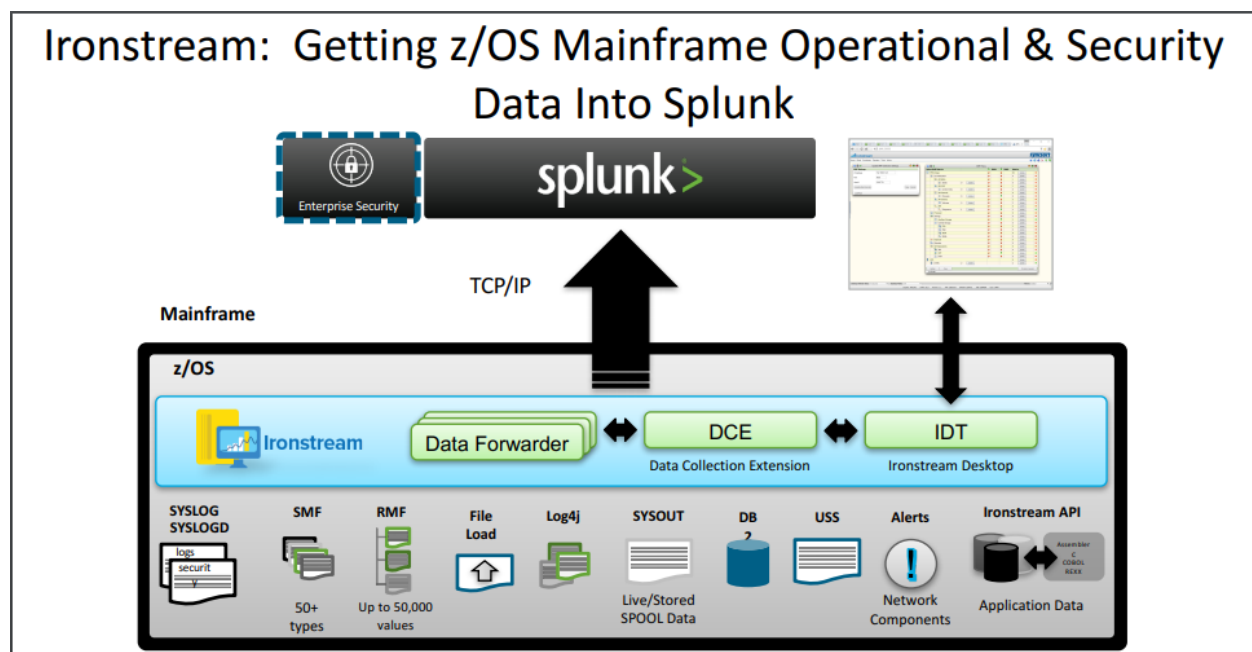 Ironstream: Getting z/OS Mainframe Operational & Security
Data Into Splunk
Enterprise Security
splunk>
TCP/IP
Mainframe
z/OS
Ironstream
Data Forwarder
DCE
IDT
Data Collection Extension
Ironstream Desktop
SYSLOG
SYSLOGD
logs
securit
y
SMF
50+
types
RMF
Up to 50,000
values
File
Load
Log4j
SYSOUT
Live/Stored
SPOOL Data
DB
2
USS
Alerts
Network
Components
Ironstream API
Assembler
C
COBOL
REXX
Application Data